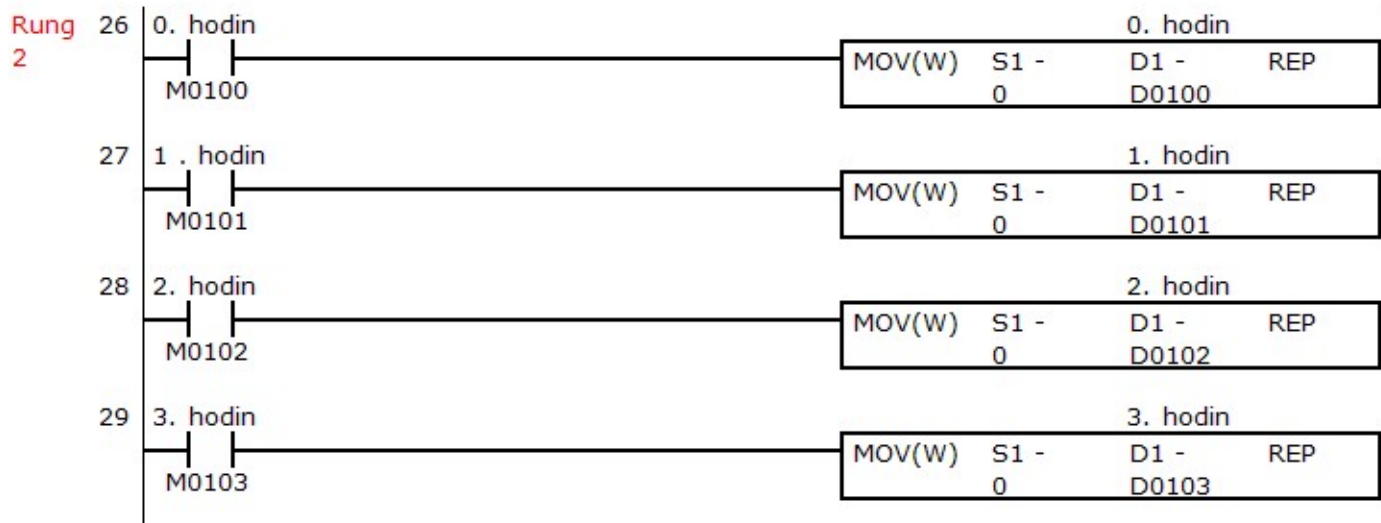 Rung 26 0. hodin 0. hodin
2 MOV(W) S1 - D1 - REP
M0100 0 D0100
27 1 . hodin 1. hodin
MOV(W) S1 - D1 - REP
M0101 0 D0101
28 2. hodin 2. hodin
MOV(W) S1 - D1 - REP
M0102 0 D0102
29 3. hodin 3. hodin
MOV(W) S1 - D1 - REP
M0103 0 D0103